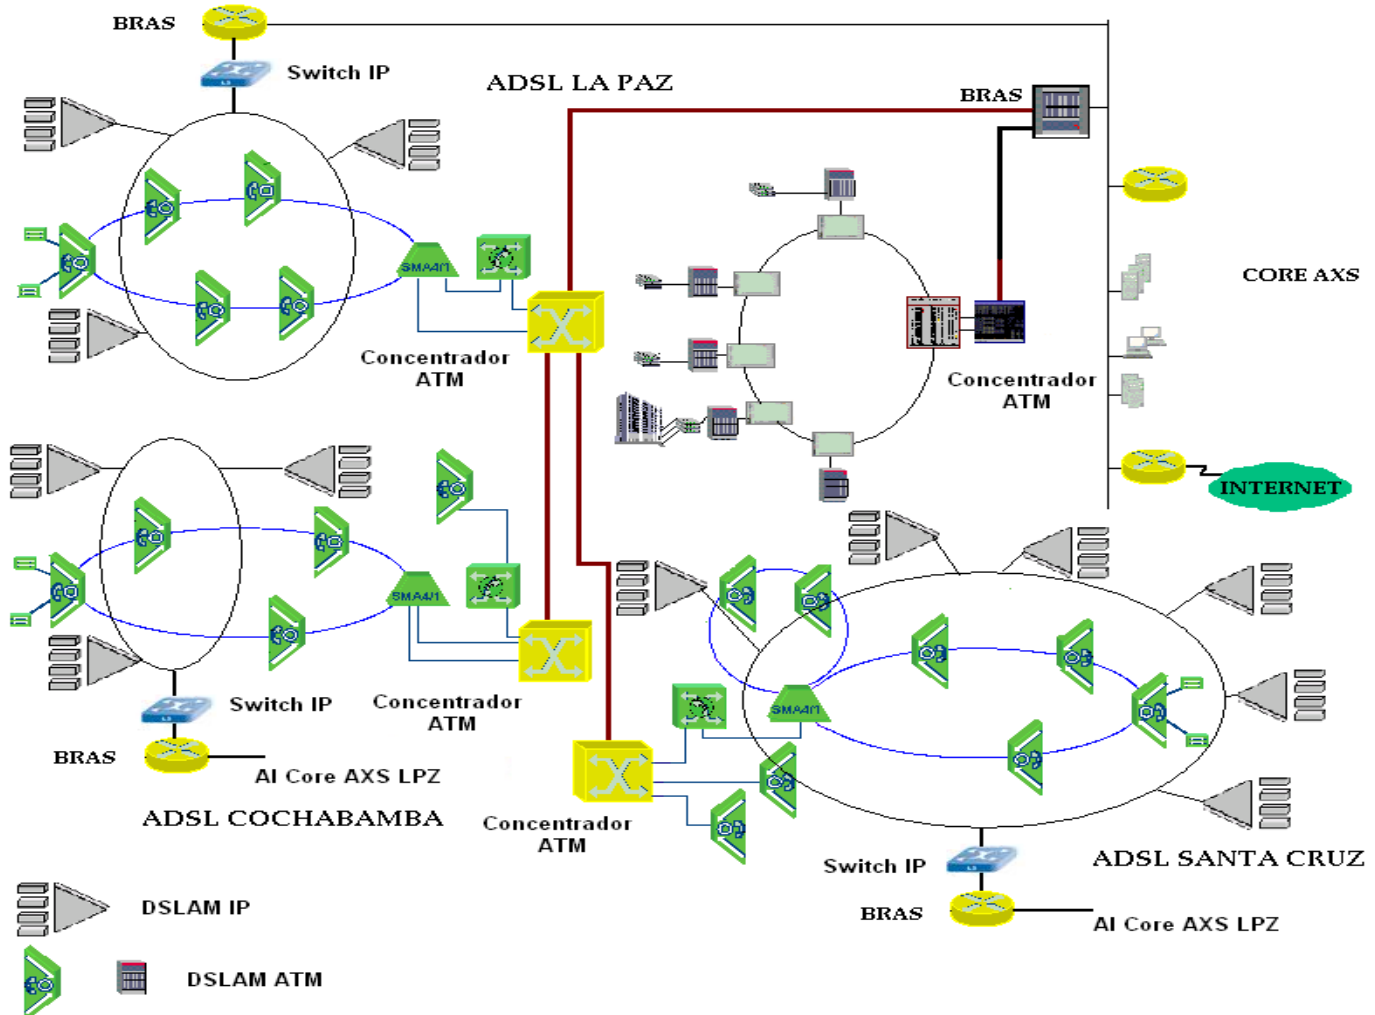 BRAS
Switch IP
ADSL LA PAZ
BRAS
SMA4/1
Concentrador
ATM
Concentrador
ATM
CORE AXS
INTERNET
SMA4/1
Switch IP
Concentrador
ATM
BRAS
Al Core AXS LPZ
ADSL COCHABAMBA
SMA4/1
Concentrador
ATM
Switch IP
ADSL SANTA CRUZ
BRAS
Al Core AXS LPZ
DSLAM IP
DSLAM ATM